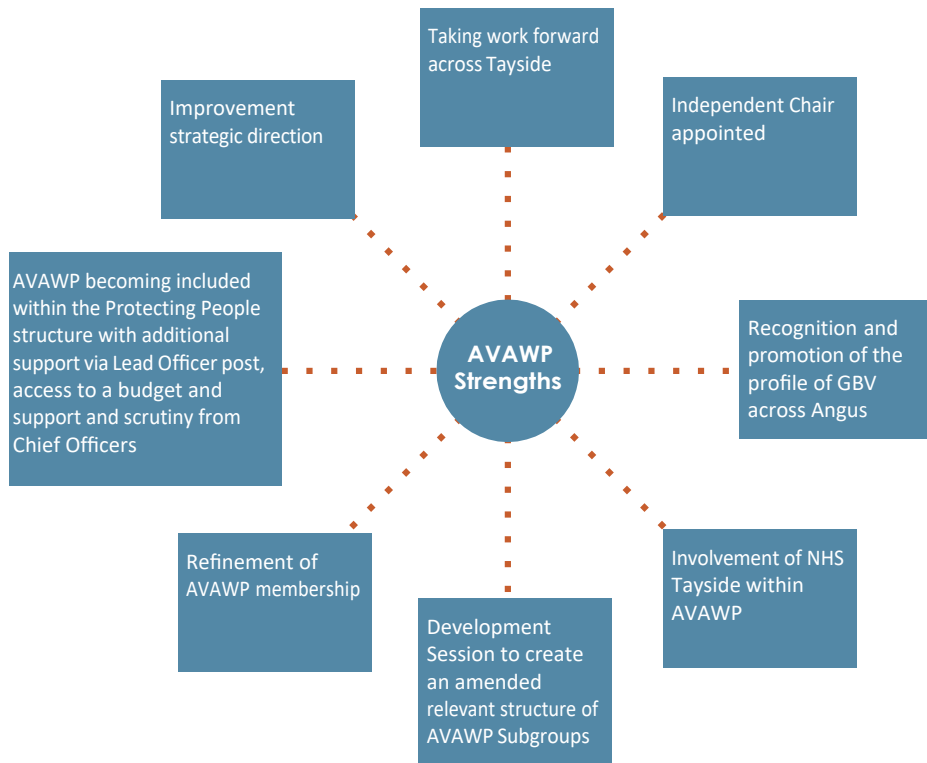 Taking work forward
across Tayside
Improvement
strategic direction
Independent Chair
appointed
AVAWP becoming included
within the Protecting People
structure with additional
support via Lead Officer post,
access to a budget and
support and scrutiny from
Chief Officers
AVAWP
Strengths
Recognition and
promotion of the
profile of GBV
across Angus
Refinement of
AVAWP membership
Involvement of NHS
Tayside within
AVAWP
Development
Session to create
an amended
relevant structure of
AVAWP Subgroups